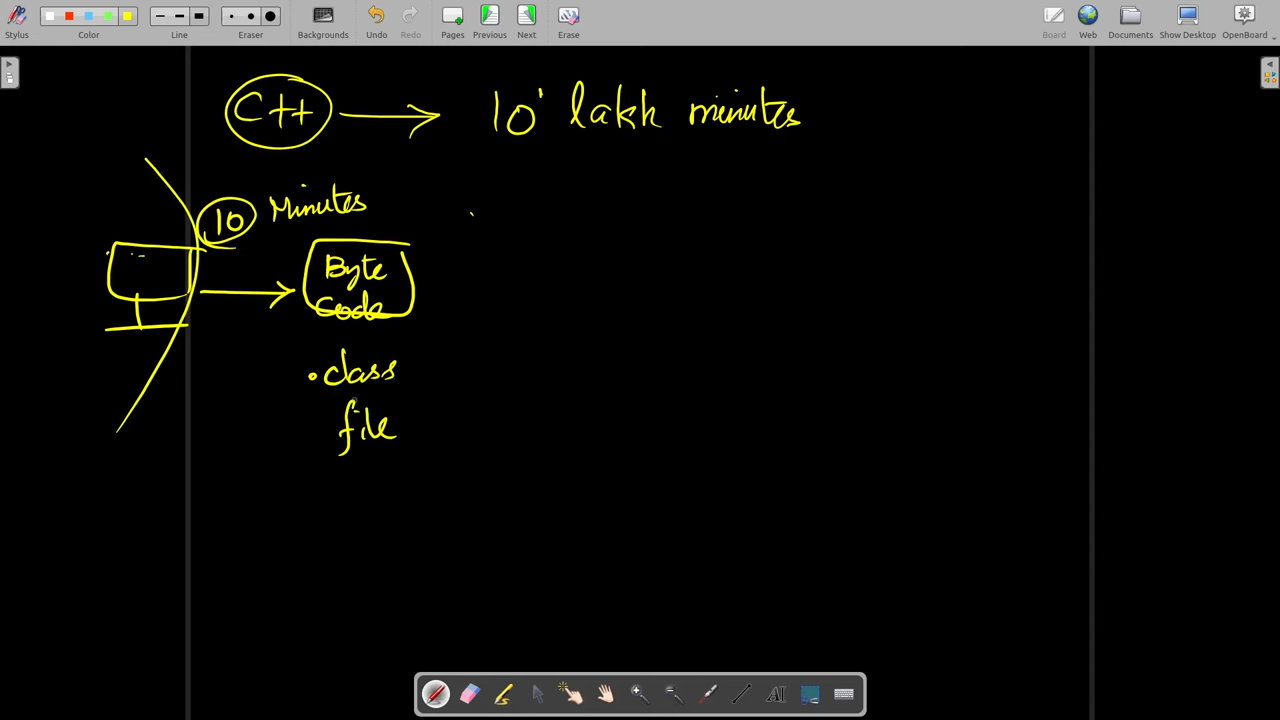 Stylus Color Line Eraser Backgrounds Undo Redo Pages Previous Next Erase Board Web Documents Show Desktop OpenBoard
C++ → 10 lakh minutes
10 Minutes
Byte
Code
.class
file